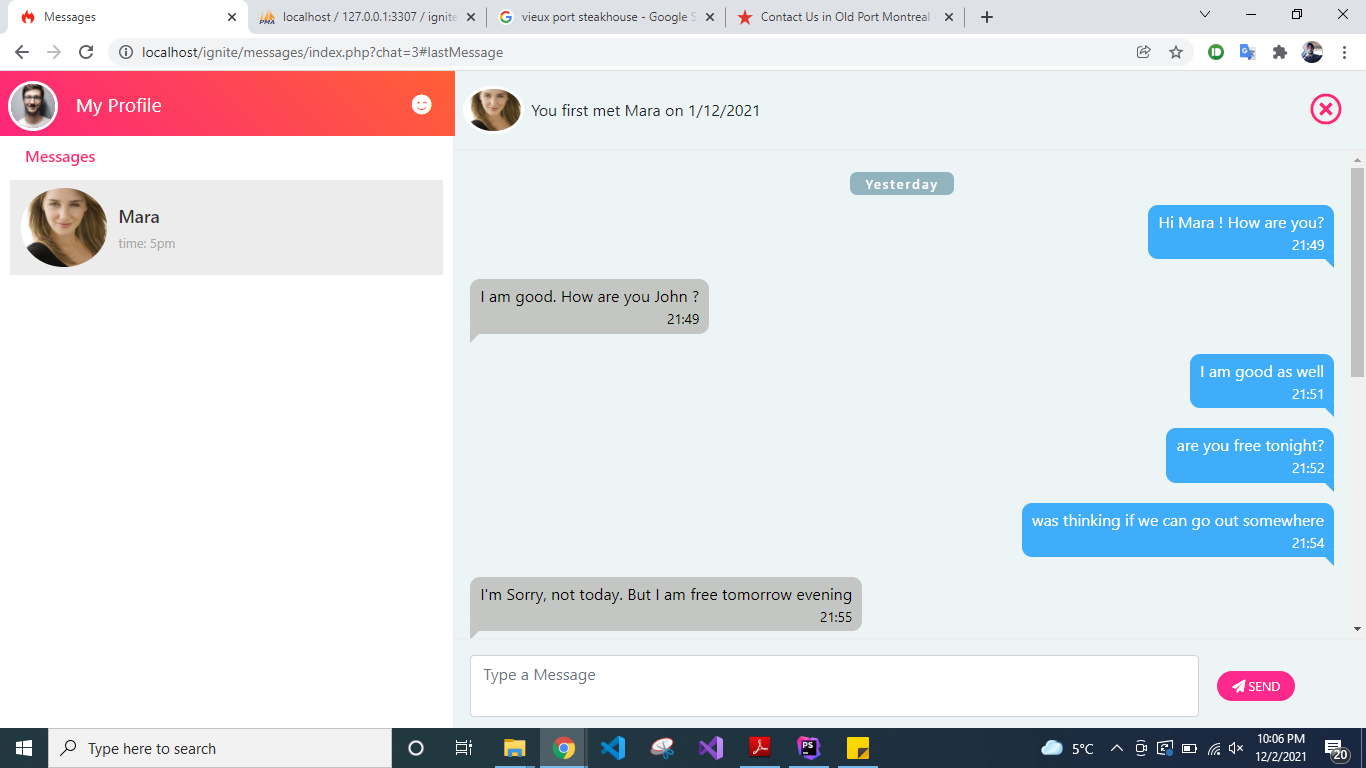 Messages
localhost / 127.0.0.1:3307 / ignite
vieux port steakhouse - Google S
Contact Us in Old Port Montreal
localhost/ignite/messages/index.php?chat=3#lastMessage
My Profile
You first met Mara on 1/12/2021
Messages
Mara
time: 5pm
Yesterday
Hi Mara ! How are you?
21:49
I am good. How are you John ?
21:49
I am good as well
21:51
are you free tonight?
21:52
was thinking if we can go out somewhere
21:54
I'm Sorry, not today. But I am free tomorrow evening
21:55
Type a Message
SEND
Type here to search
5°C
10:06 PM
12/2/2021
20